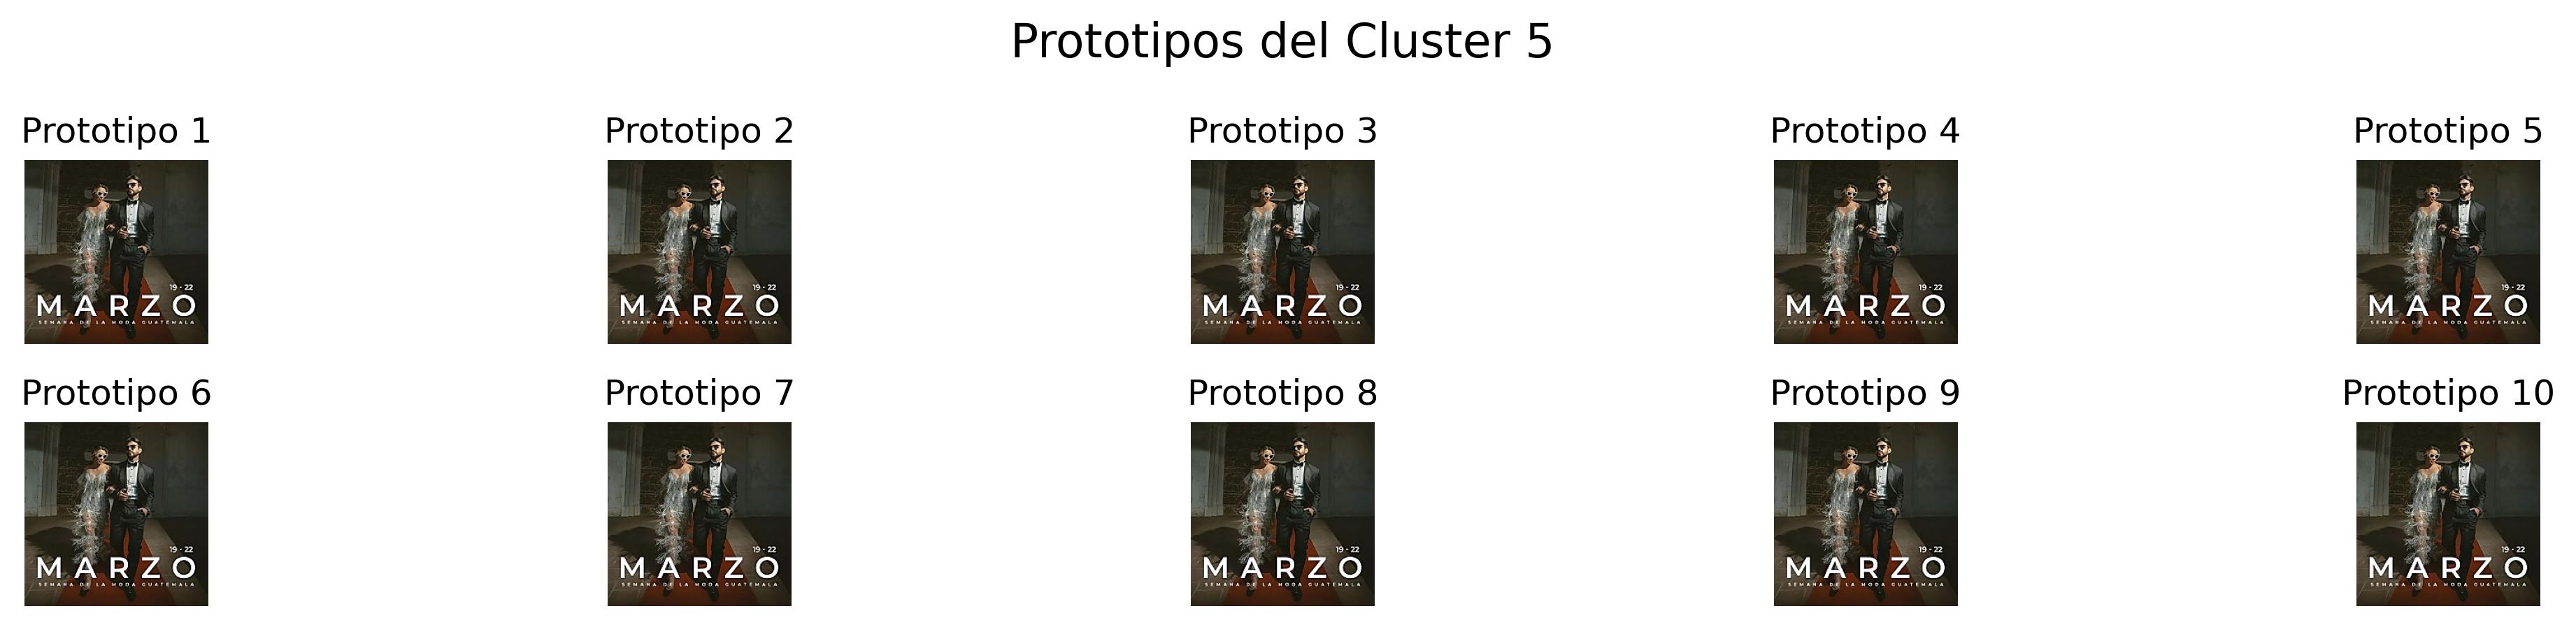 Prototipos del Cluster 5
Prototipo 1
Prototipo 2
Prototipo 3
Prototipo 4
Prototipo 5
19 - 22
MARZO
SEMANA DE LA MODA GUATEMALA
19 - 22
MARZO
SEMANA DE LA MODA GUATEMALA
19 - 22
MARZO
SEMANA DE LA MODA GUATEMALA
19 - 22
MARZO
SEMANA DE LA MODA GUATEMALA
19 - 22
MARZO
SEMANA DE LA MODA GUATEMALA
Prototipo 6
Prototipo 7
Prototipo 8
Prototipo 9
Prototipo 10
19 - 22
MARZO
SEMANA DE LA MODA GUATEMALA
19 - 22
MARZO
SEMANA DE LA MODA GUATEMALA
19 - 22
MARZO
SEMANA DE LA MODA GUATEMALA
19 - 22
MARZO
SEMANA DE LA MODA GUATEMALA
19 - 22
MARZO
SEMANA DE LA MODA GUATEMALA